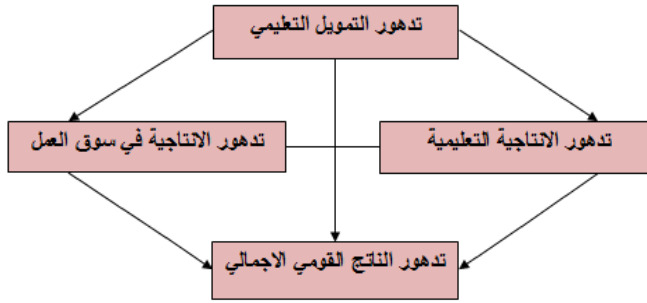 تدهور التمويل التعليمي
تدهور الانتاجية التعليمية
تدهور الانتاجية في سوق العمل
تدهور الناتج القومي الاجمالي